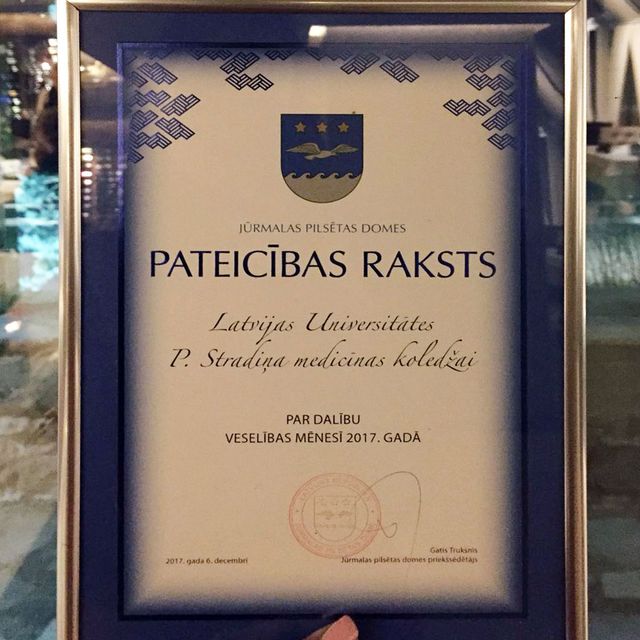 JŪRMALAS PILSĒTAS DOMES
PATEICĪBAS RAKSTS
Latvijas Universitātes
P. Stradiņa medicīnas koledžai
PAR DALĪBU
VESELĪBAS MĒNESĪ 2017. GADĀ
2017. gada 6. decembrī
Gatis Truksnis
Jūrmalas pilsētas domes priekšsēdētājs